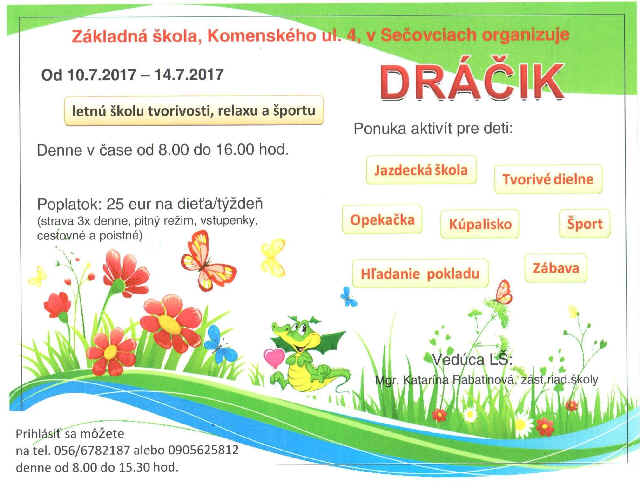 Základná škola, Komenského ul. 4, v Sečovciach organizuje
Od 10.7.2017 – 14.7.2017
DRÁČIK
letnú školu tvorivosti, relaxu a športu
Denne v čase od 8.00 do 16.00 hod.
Poplatok: 25 eur na dieťa/týždeň
(strava 3x denne, pitný režim, vstupenky,
cestovné a poistné)
Ponuka aktivít pre deti:
Jazdecká škola
Tvorivé dielne
Opekačka
Kúpalisko
Šport
Hľadanie pokladu
Zábava
Vedúca LŠ:
Mgr. Katarína Rabatinová, zást.riad.školy
Prihlásiť sa môžete
na tel. 056/6782187 alebo 0905625812
denne od 8.00 do 15.30 hod.